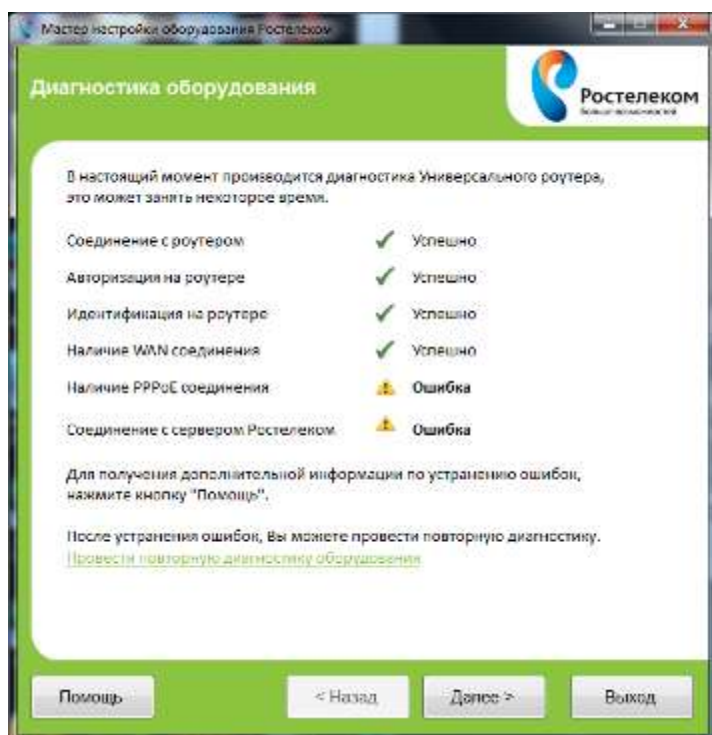 Мастер настройки оборудования Ростелеком
Диагностика оборудования
Ростелеком
больше возможностей
В настоящий момент производится диагностика Универсального роутера,
это может занять некоторое время.
Соединение с роутером Успешно
Авторизация на роутере Успешно
Идентификация на роутере Успешно
Наличие WAN соединения Успешно
Наличие PPPoE соединения Ошибка
Соединение с сервером Ростелеком Ошибка
Для получения дополнительной информации по устранению ошибок,
нажмите кнопку "Помощь".
После устранения ошибок, Вы можете провести повторную диагностику.
Провести повторную диагностику оборудования
Помощь < Назад Далее > Выход